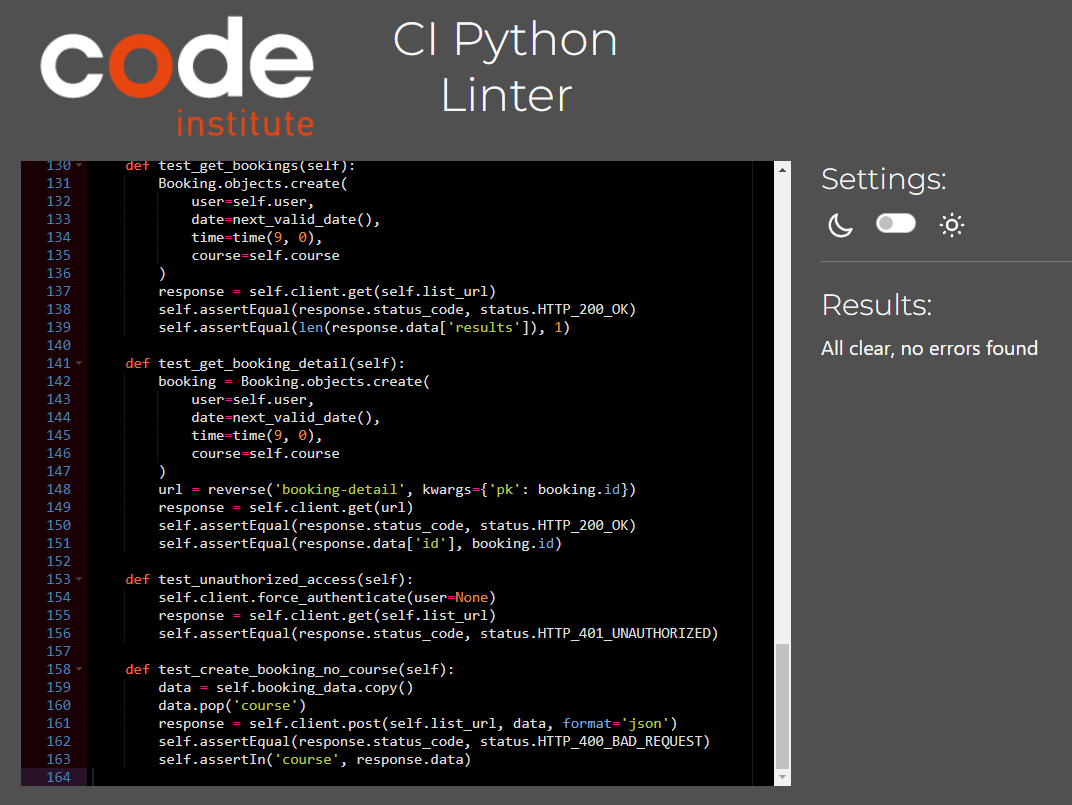 code
institute
CI Python
Linter
130 def test_get_bookings(self):
131 Booking.objects.create(
132 user=self.user,
133 date=next_valid_date(),
134 time=time(9, 0),
135 course=self.course
136 )
137 response = self.client.get(self.list_url)
138 self.assertEqual(response.status_code, status.HTTP_200_OK)
139 self.assertEqual(len(response.data['results']), 1)
140
141 def test_get_booking_detail(self):
142 booking = Booking.objects.create(
143 user=self.user,
144 date=next_valid_date(),
145 time=time(9, 0),
146 course=self.course
147 )
148 url = reverse('booking-detail', kwargs={'pk': booking.id})
149 response = self.client.get(url)
150 self.assertEqual(response.status_code, status.HTTP_200_OK)
151 self.assertEqual(response.data['id'], booking.id)
152
153 def test_unauthorized_access(self):
154 self.client.force_authenticate(user=None)
155 response = self.client.get(self.list_url)
156 self.assertEqual(response.status_code, status.HTTP_401_UNAUTHORIZED)
157
158 def test_create_booking_no_course(self):
159 data = self.booking_data.copy()
160 data.pop('course')
161 response = self.client.post(self.list_url, data, format='json')
162 self.assertEqual(response.status_code, status.HTTP_400_BAD_REQUEST)
163 self.assertIn('course', response.data)
164
Settings:
Results:
All clear, no errors found